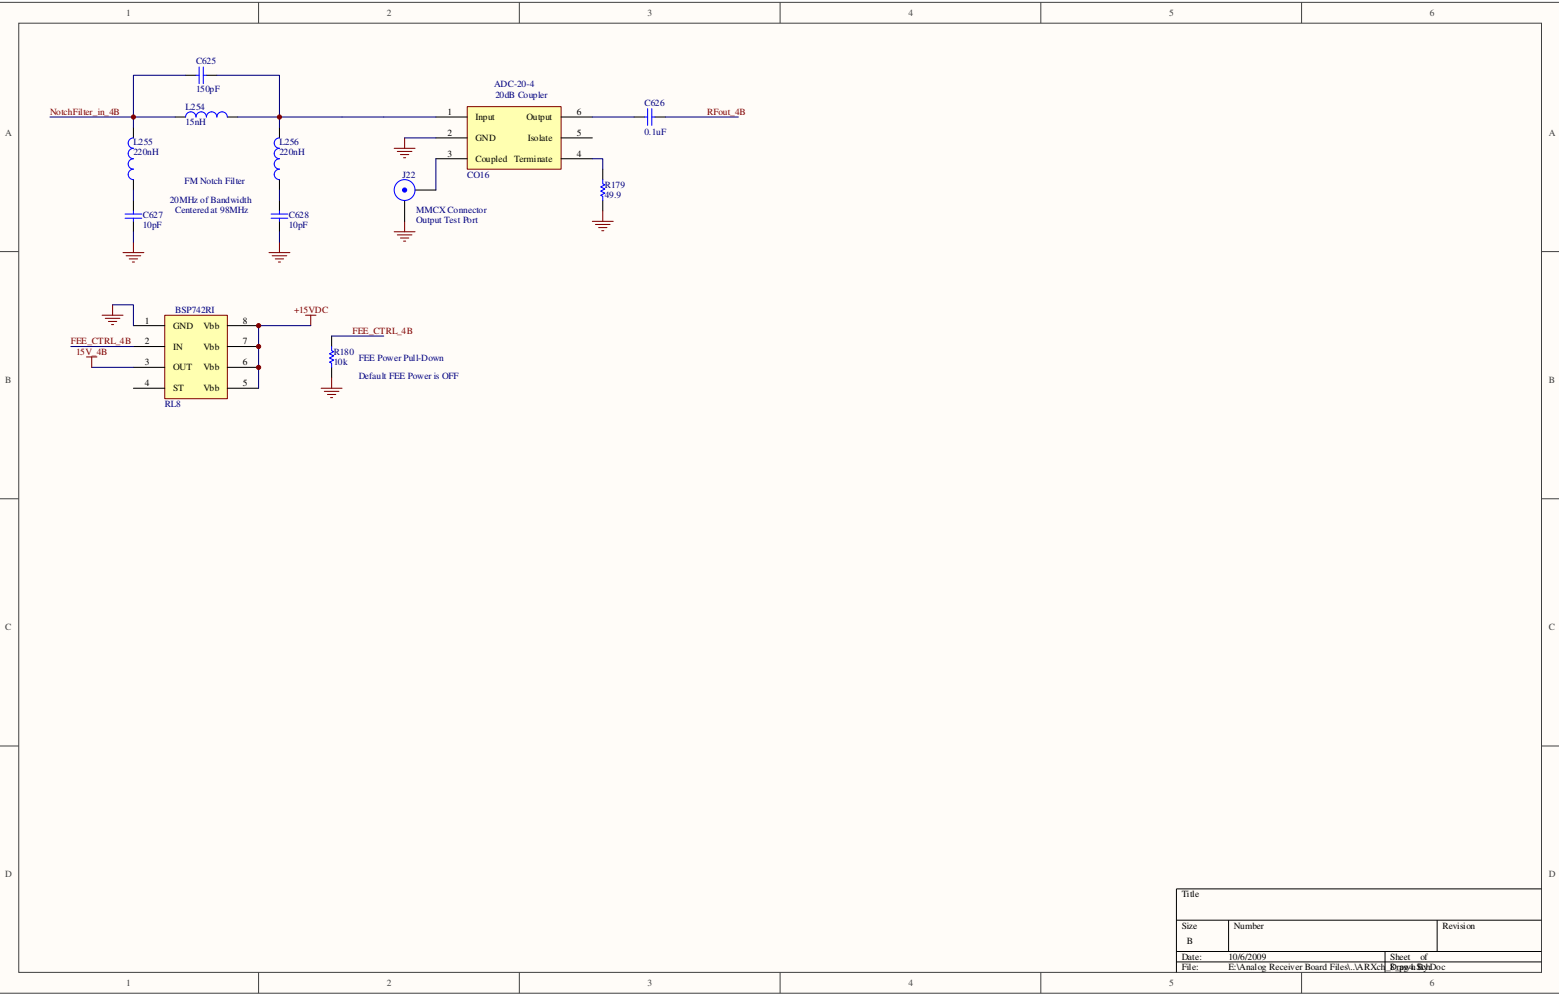 1 2 3 4 5 6
A A
B B
C C
D D
C625
150pF
NotchFilter_in_4B
L254
15nH
L255
220nH
L256
220nH
FM Notch Filter
20MHz of Bandwidth
Centered at 98MHz
C627
10pF
C628
10pF
ADC-20-4
20dB Coupler
1 Input Output 6
2 GND Isolate 5
3 Coupled Terminate 4
CO16
C626
0.1uF
RFout_4B
J22
MMCX Connector
Output Test Port
R179
49.9
BSP742RI
1 GND Vbb 8
2 IN Vbb 7
3 OUT Vbb 6
4 ST Vbb 5
RL8
FEE_CTRL_4B
15V_4B
+15VDC
FEE_CTRL_4B
R180
10k
FEE Power Pull-Down
Default FEE Power is OFF
Title
Size Number Revision
B
Date: 10/6/2009 Sheet of
File: E:\Analog Receiver Board Files\..\ARXch
1 2 3 4 5 6